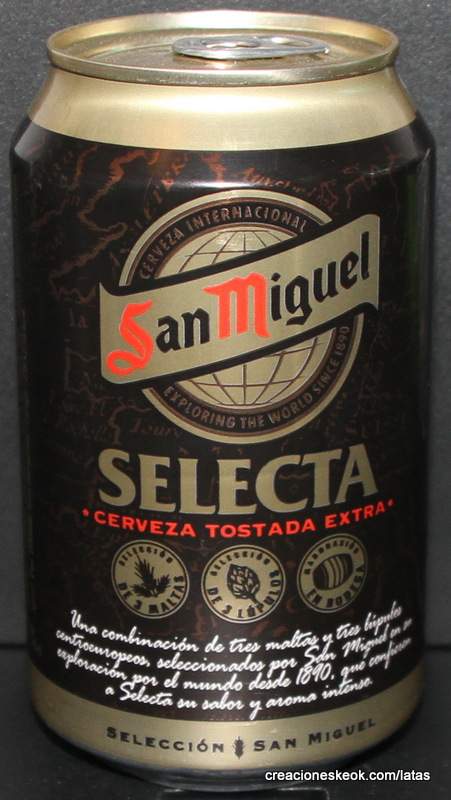 CERVEZA INTERNACIONAL
San Miguel
EXPLORING THE WORLD SINCE 1890
SELECTA
• CERVEZA TOSTADA EXTRA •
SELECCIÓN DE 3 MALTAS
SELECCIÓN DE 3 LÚPULOS
MADURACIÓN EN BODEGA
Una combinación de tres maltas y tres lúpulos
centroeuropeos, seleccionados por San Miguel en su
exploración por el mundo desde 1890, que confieren
a Selecta su sabor y aroma intenso.
SELECCIÓN SAN MIGUEL
creacioneskeok.com/latas